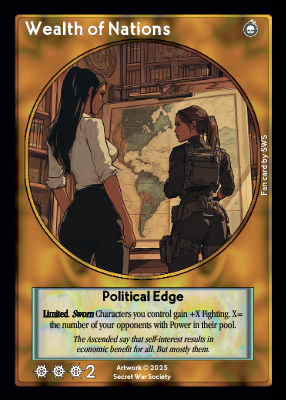 Wealth of Nations
Fan card by SWS
Political Edge
Limited. Sworn Characters you control gain +X Fighting. X=
the number of your opponents with Power in their pool.
The Ascended say that self-interest results in
economic benefit for all. But mostly them.
2
Artwork © 2025
Secret War Society